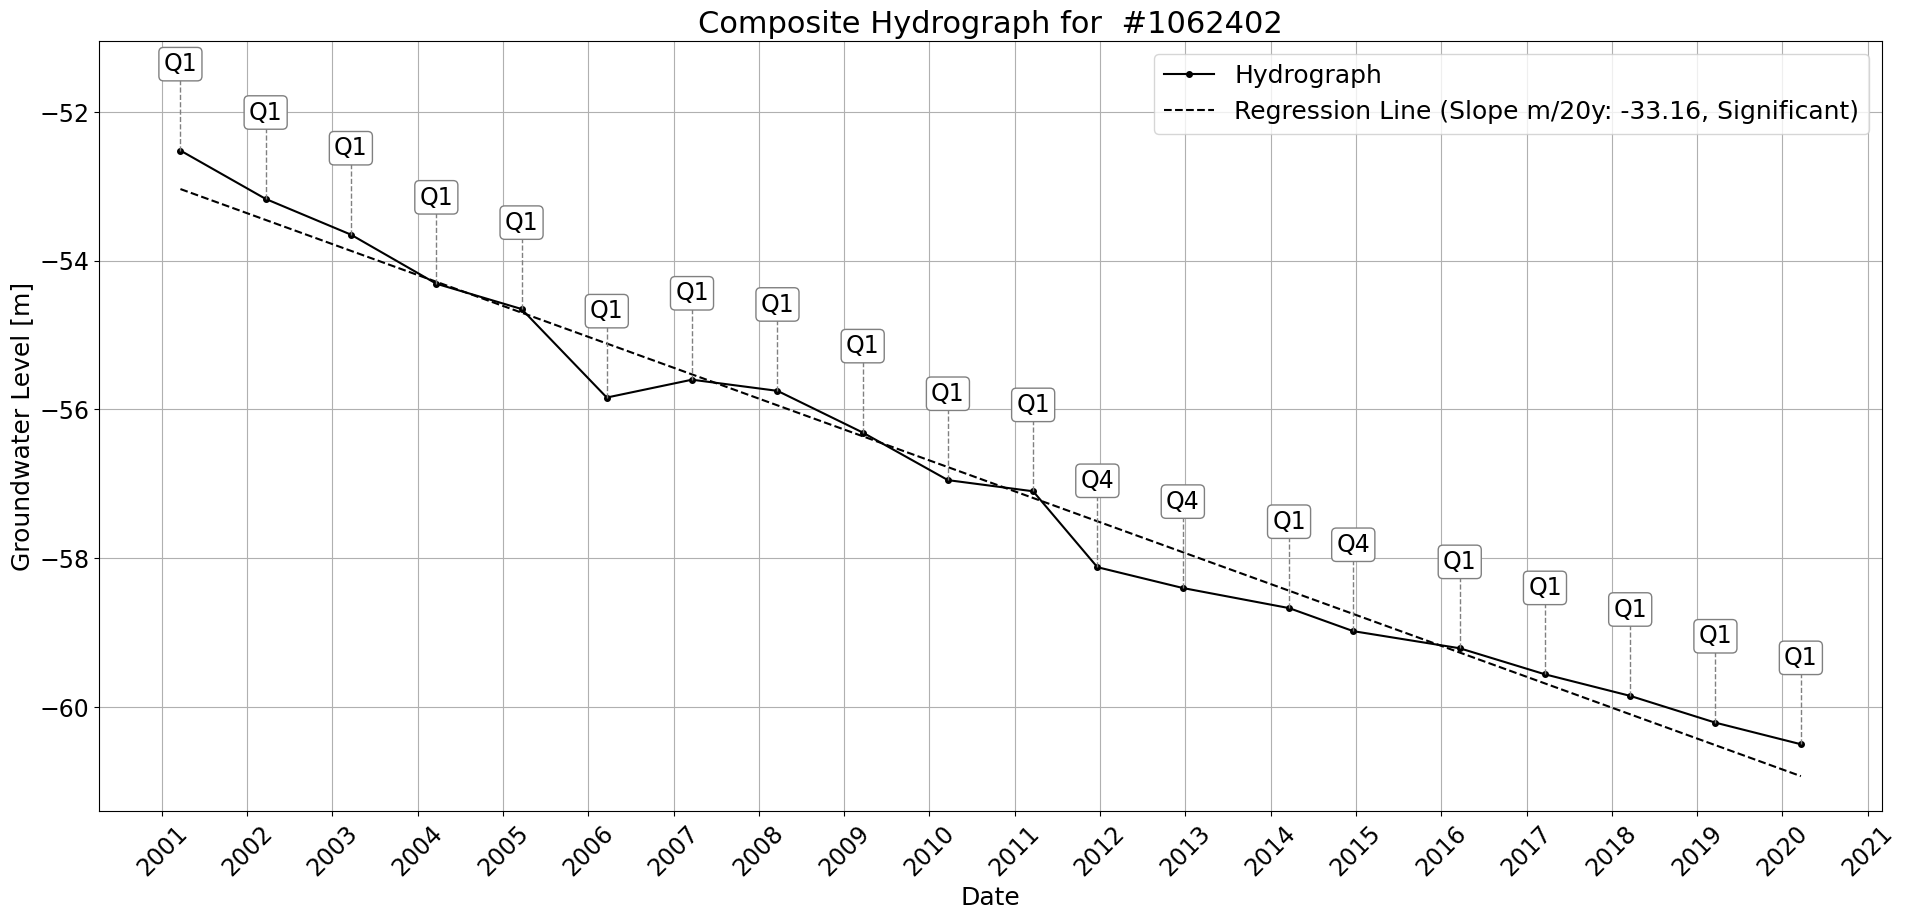 Composite Hydrograph for  #1062402
Hydrograph
Regression Line (Slope m/20y: -33.16, Significant)
Groundwater Level [m]
−52
−54
−56
−58
−60
Q1
Q1
Q1
Q1
Q1
Q1
Q1
Q1
Q1
Q1
Q1
Q4
Q4
Q1
Q4
Q1
Q1
Q1
Q1
Q1
2001
2002
2003
2004
2005
2006
2007
2008
2009
2010
2011
2012
2013
2014
2015
2016
2017
2018
2019
2020
2021
Date